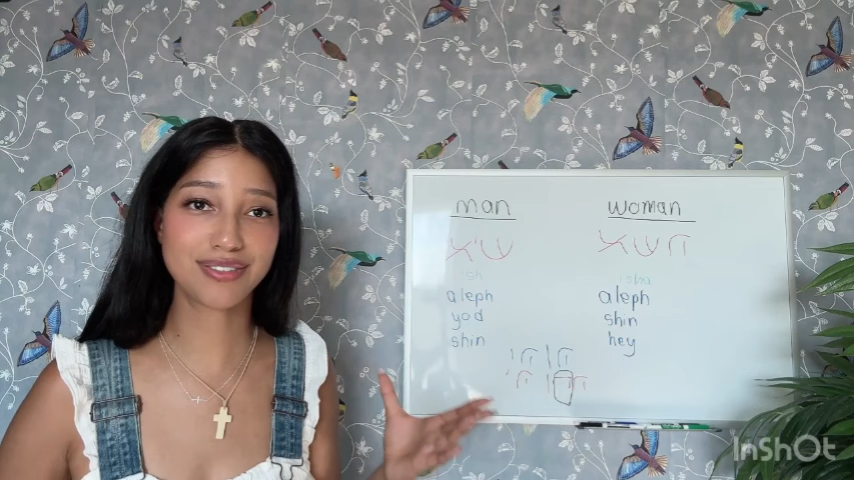 man
איש
ish
aleph
yod
shin
woman
אשה
isha
aleph
shin
hey
InShOt